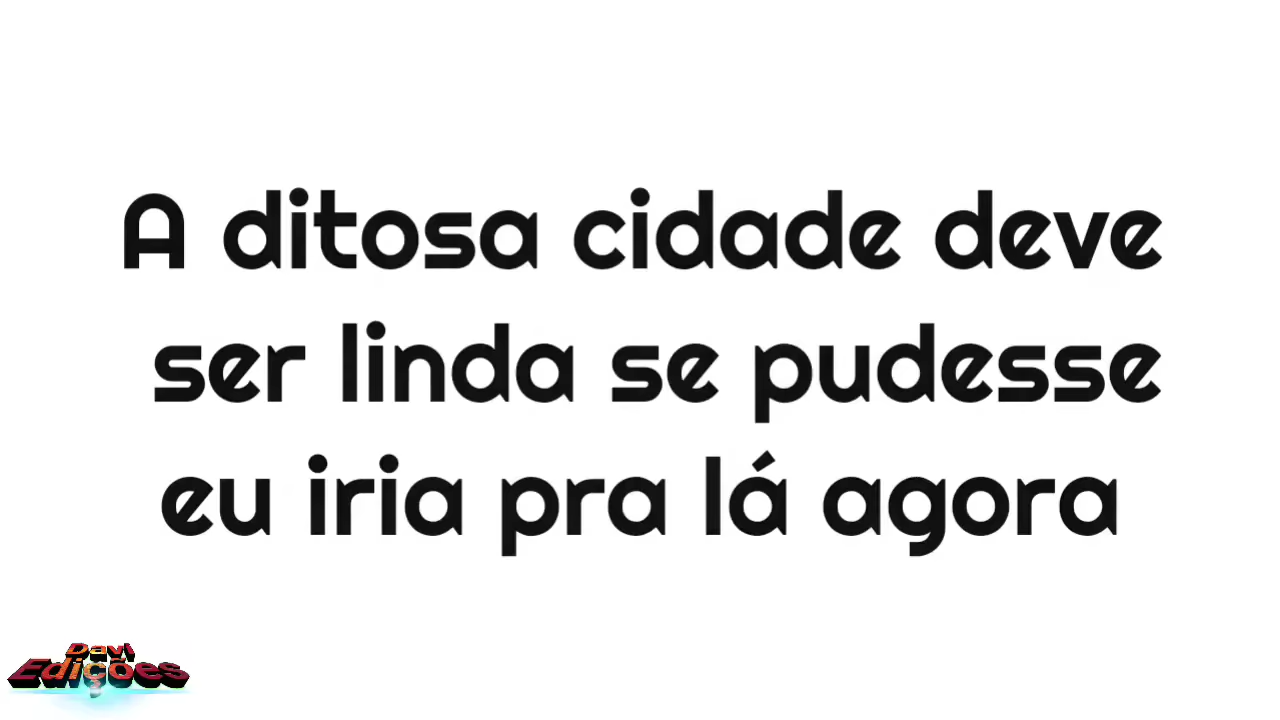 A ditosa cidade deve
ser linda se pudesse
eu iria pra lá agora
Davi
Edições